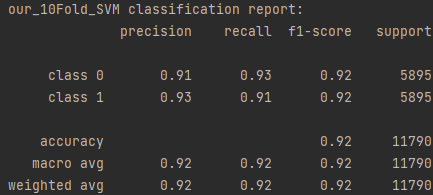 our_10Fold_SVM classification report:
precision recall f1-score support
class 0 0.91 0.93 0.92 5895
class 1 0.93 0.91 0.92 5895
accuracy 0.92 11790
macro avg 0.92 0.92 0.92 11790
weighted avg 0.92 0.92 0.92 11790